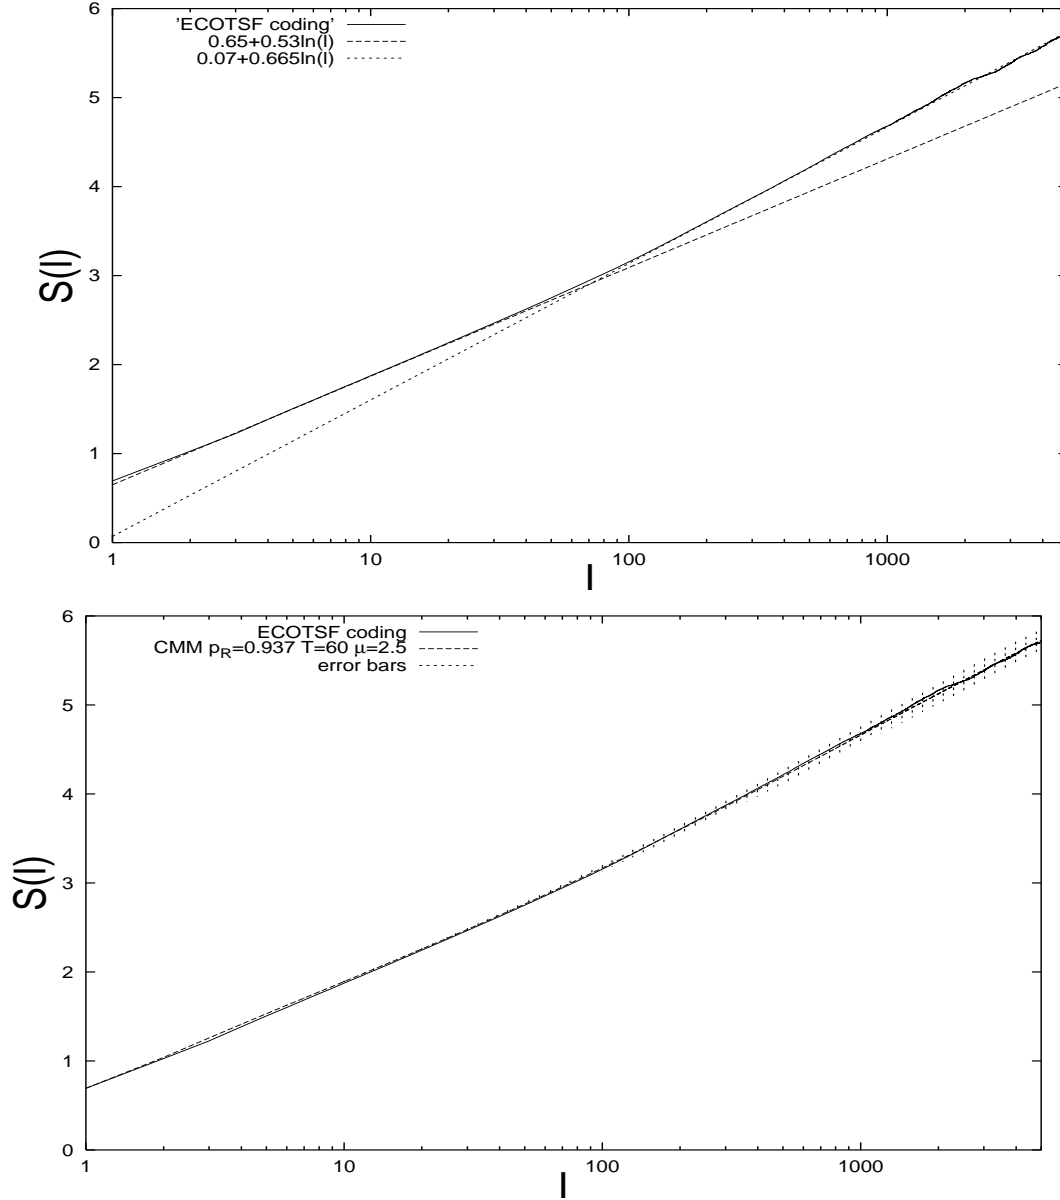 6
5
4
3
2
1
0
S(l)
'ECOTSF coding'
0.65+0.53ln(l)
0.07+0.665ln(l)
1 10 100 1000
l
6
5
4
3
2
1
0
S(l)
ECOTSF coding
CMM pR=0.937 T=60 μ=2.5
error bars
1 10 100 1000
l